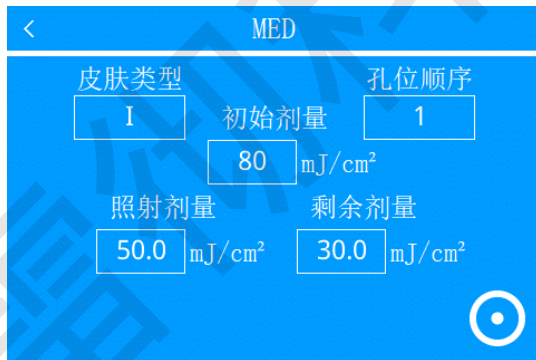 < MED
皮肤类型 孔位顺序
I 初始剂量 1
80 mJ/cm²
照射剂量 剩余剂量
50.0 mJ/cm² 30.0 mJ/cm²